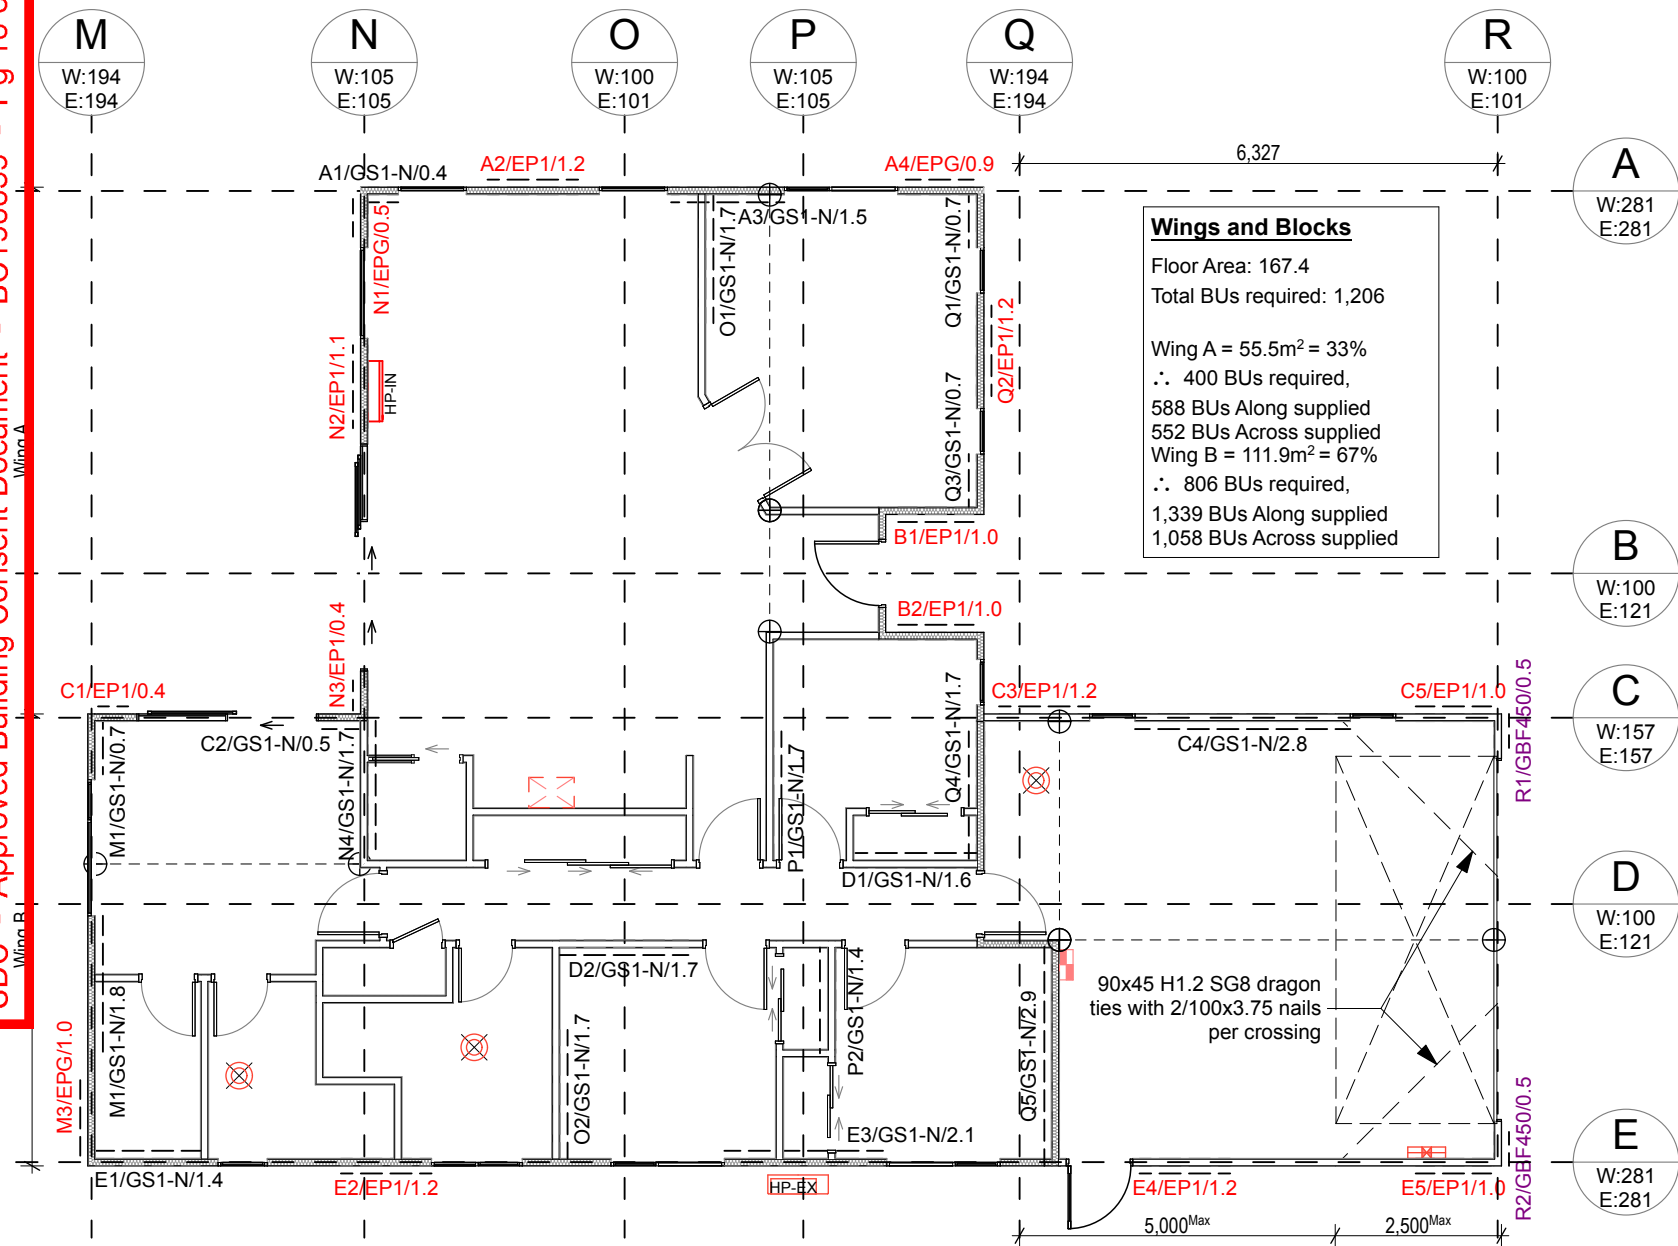 M
W:194
E:194
N
W:105
E:105
O
W:100
E:101
P
W:105
E:105
Q
W:194
E:194
R
W:100
E:101
A1/GS1-N/0.4
A2/EP1/1.2
A4/EPG/0.9
6,327
A
W:281
E:281
A3/GS1-N/1.5
N1/EPG/0.5
O1/GS1-N/1.7
Q1/GS1-N/0.7
Wings and Blocks
Floor Area: 167.4
Total BUs required: 1,206
Wing A = 55.5m² = 33%
∴ 400 BUs required,
588 BUs Along supplied
552 BUs Across supplied
Wing B = 111.9m² = 67%
∴ 806 BUs required,
1,339 BUs Along supplied
1,058 BUs Across supplied
N2/EP1/1.1
HP-IN
Q2/EP1/1.2
Q3/GS1-N/0.7
Wing A
B1/EP1/1.0
B
W:100
E:121
B2/EP1/1.0
N3/EP1/0.4
C1/EP1/0.4
C2/GS1-N/0.5
C3/EP1/1.2
C5/EP1/1.0
C4/GS1-N/2.8
R1/GBF450/0.5
C
W:157
E:157
M1/GS1-N/0.7
N4/GS1-N/1.7
P1/GS1-N/1.7
Q4/GS1-N/1.7
D1/GS1-N/1.6
D
W:100
E:121
Wing B
D2/GS1-N/1.7
P2/GS1-N/1.4
90x45 H1.2 SG8 dragon
ties with 2/100x3.75 nails
per crossing
M3/EPG/1.0
M1/GS1-N/1.8
O2/GS1-N/1.7
Q5/GS1-N/2.9
E3/GS1-N/2.1
E1/GS1-N/1.4
E2/EP1/1.2
HP-EX
E4/EP1/1.2
E5/EP1/1.0
R2/GBF450/0.5
E
W:281
E:281
5,000Max
2,500Max
Approved Building Consent Document